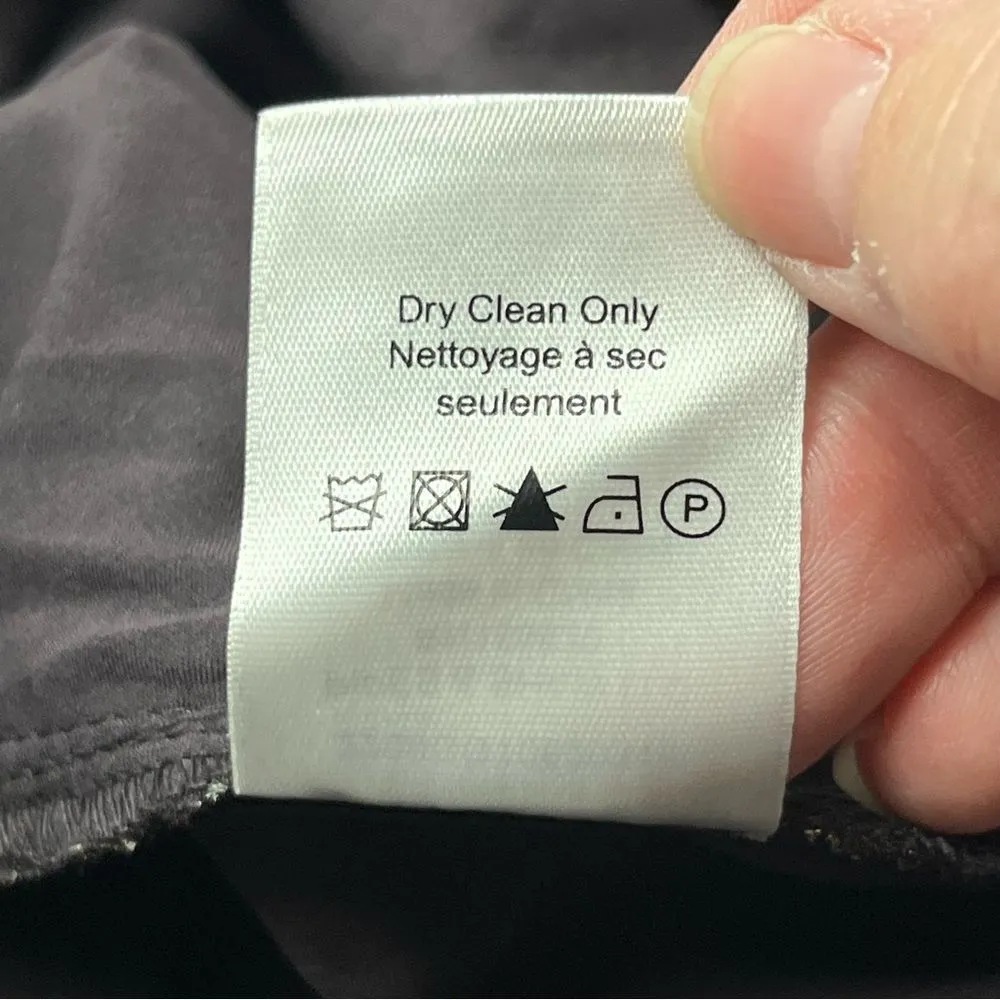 Dry Clean Only
Nettoyage à sec
seulement
P